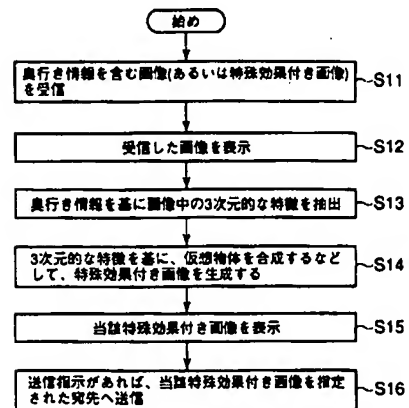 始め
奥行き情報を含む画像(あるいは特殊効果付き画像)
を受信
S11
受信した画像を表示
S12
奥行き情報を基に画像中の3次元的な特徴を抽出
S13
3次元的な特徴を基に、仮想物体を合成するなど
して、特殊効果付き画像を生成する
S14
当該特殊効果付き画像を表示
S15
送信指示があれば、当該特殊効果付き画像を指定
された宛先へ送信
S16